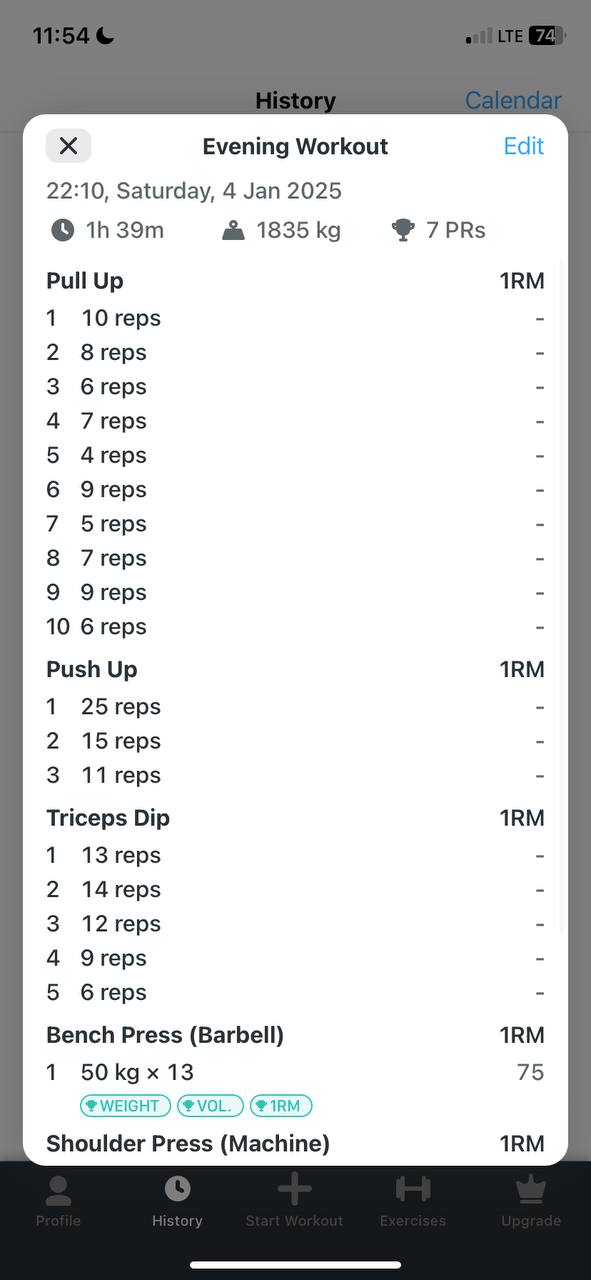 11:54
LTE 74
History Calendar
Evening Workout Edit
22:10, Saturday, 4 Jan 2025
1h 39m 1835 kg 7 PRs
Pull Up 1RM
1 10 reps -
2 8 reps -
3 6 reps -
4 7 reps -
5 4 reps -
6 9 reps -
7 5 reps -
8 7 reps -
9 9 reps -
10 6 reps -
Push Up 1RM
1 25 reps -
2 15 reps -
3 11 reps -
Triceps Dip 1RM
1 13 reps -
2 14 reps -
3 12 reps -
4 9 reps -
5 6 reps -
Bench Press (Barbell) 1RM
1 50 kg × 13 75
WEIGHT VOL. 1RM
Shoulder Press (Machine) 1RM
Profile History Start Workout Exercises Upgrade